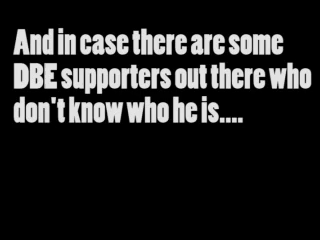 And in case there are some
DBE supporters out there who
don't know who he is....